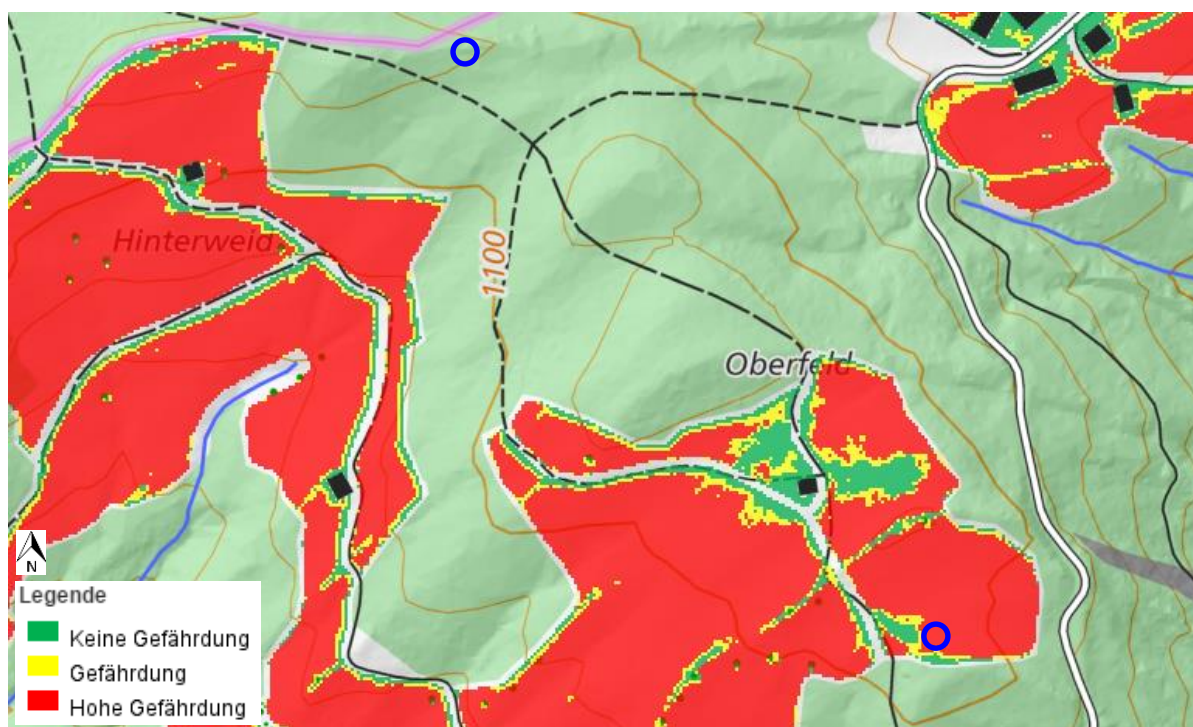 Hinterweid
1:100
Oberfeld
N
Legende
Keine Gefährdung
Gefährdung
Hohe Gefährdung